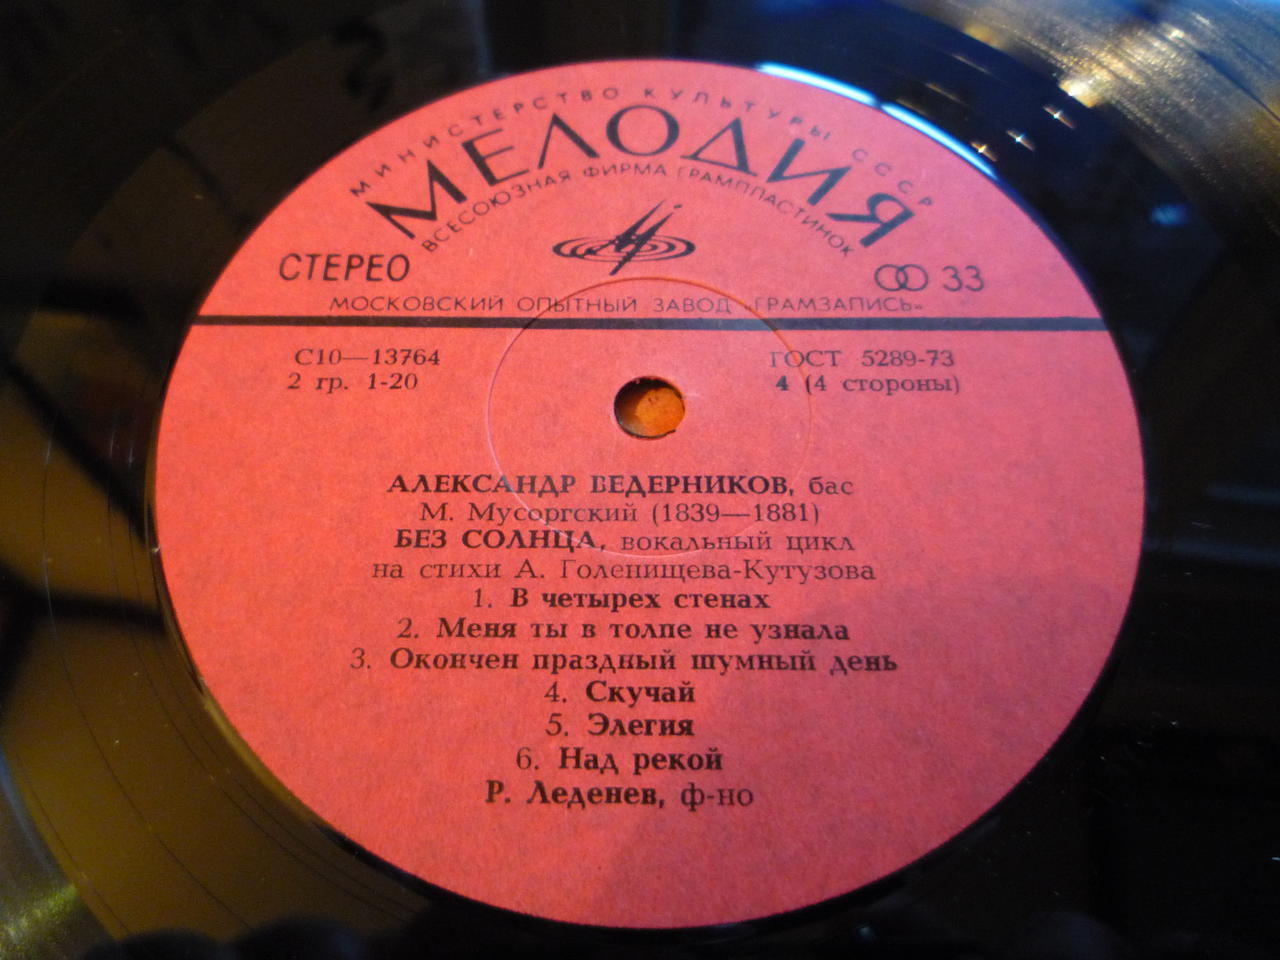 МИНИСТЕРСТВО КУЛЬТУРЫ СССР
МЕЛОДИЯ
ВСЕСОЮЗНАЯ ФИРМА ГРАМПЛАСТИНОК
СТЕРЕО
33
МОСКОВСКИЙ ОПЫТНЫЙ ЗАВОД «ГРАМЗАПИСЬ»
С10—13764
ГОСТ 5289-73
2 гр. 1-20
4 (4 стороны)
АЛЕКСАНДР ВЕДЕРНИКОВ, бас
М. Мусоргский (1839—1881)
БЕЗ СОЛНЦА, вокальный цикл
на стихи А. Голенищева-Кутузова
1. В четырех стенах
2. Меня ты в толпе не узнала
3. Окончен праздный шумный день
4. Скучай
5. Элегия
6. Над рекой
Р. Леденев, ф-но